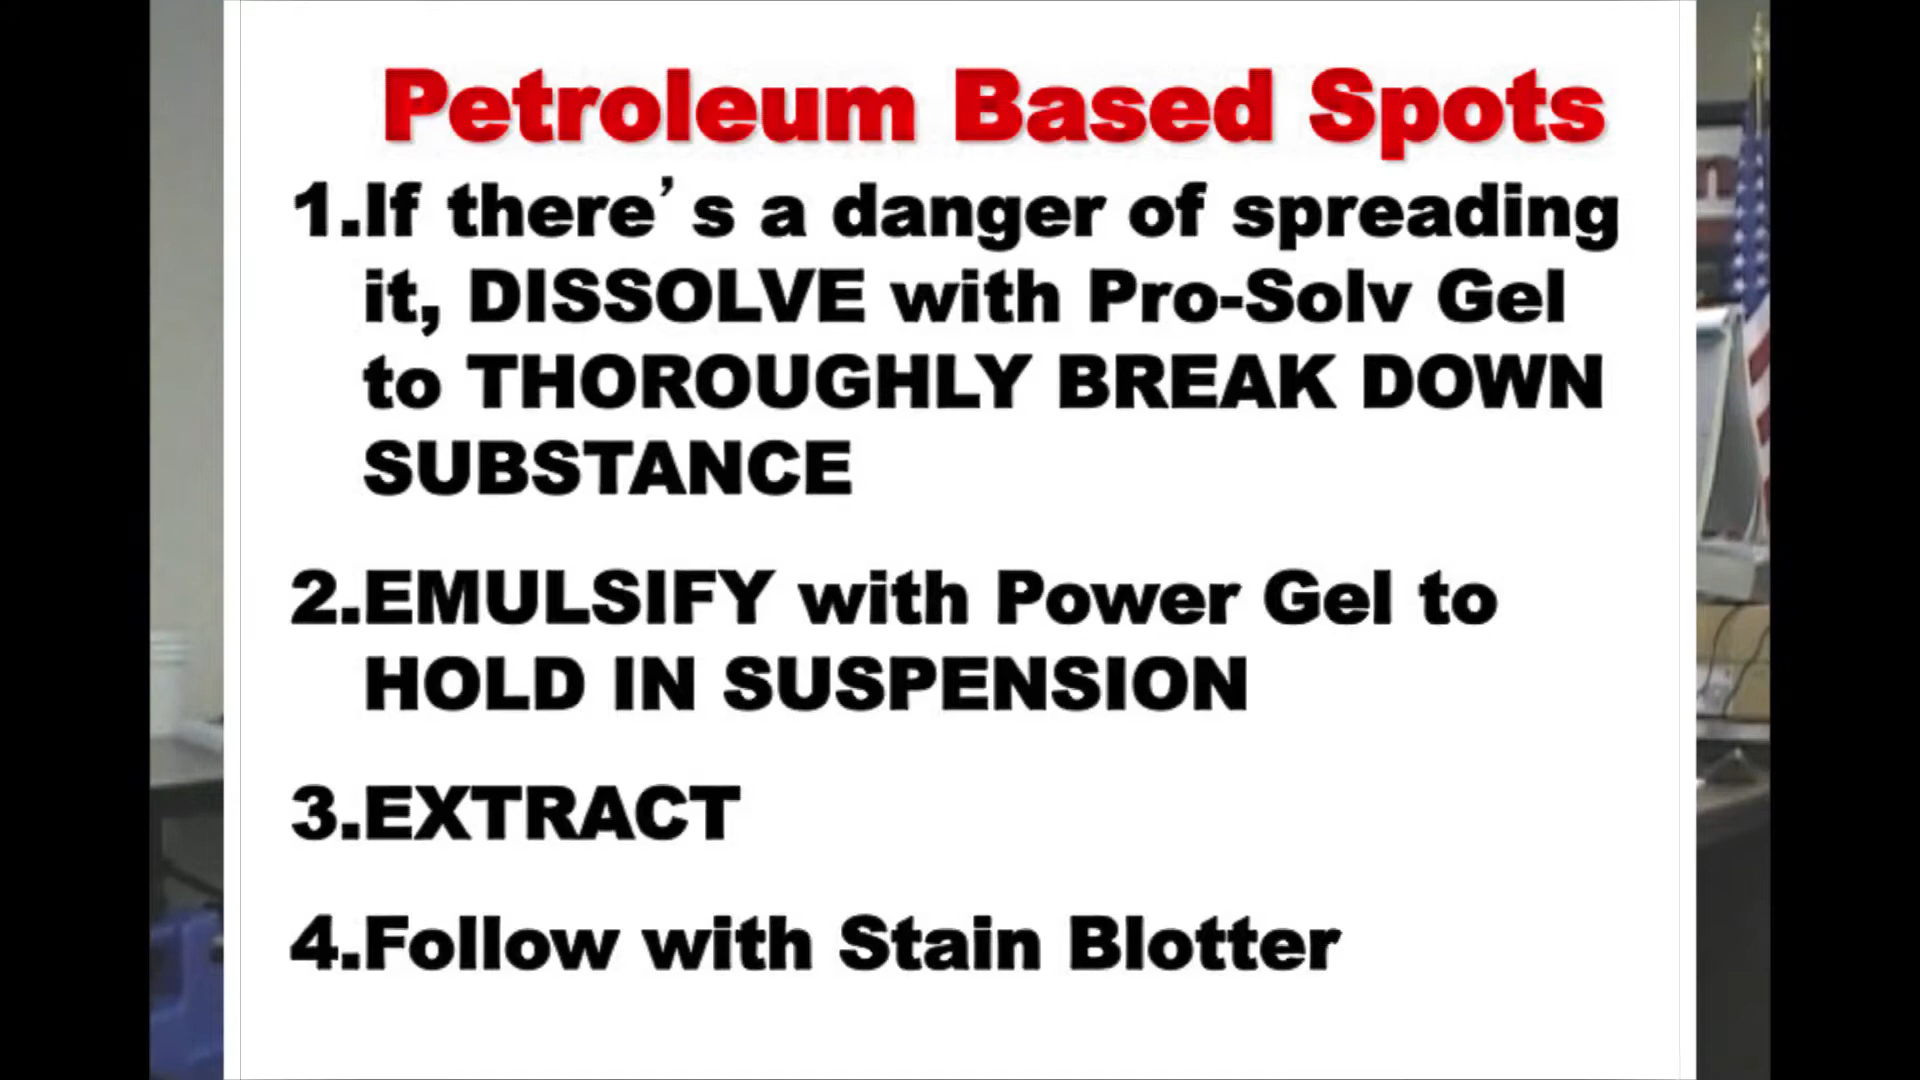 Petroleum Based Spots
1.If there's a danger of spreading
it, DISSOLVE with Pro-Solv Gel
to THOROUGHLY BREAK DOWN
SUBSTANCE
2.EMULSIFY with Power Gel to
HOLD IN SUSPENSION
3.EXTRACT
4.Follow with Stain Blotter